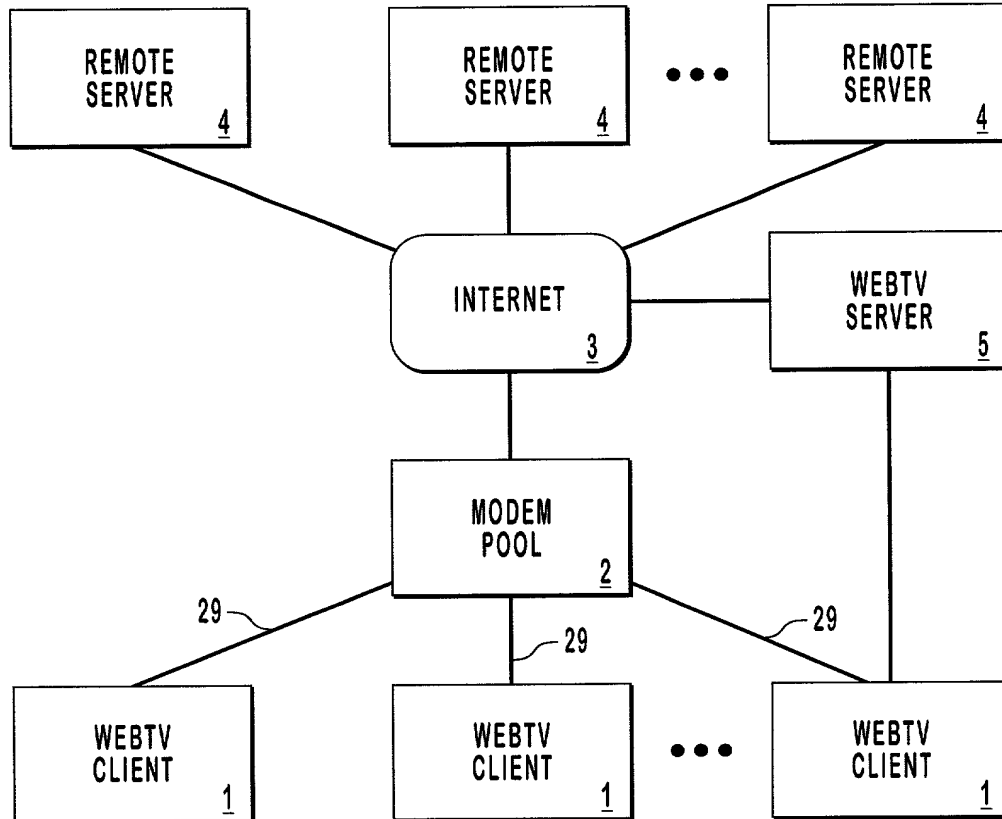 REMOTE
SERVER
4
REMOTE
SERVER
4
REMOTE
SERVER
4
INTERNET
3
WEBTV
SERVER
5
MODEM
POOL
2
29
29
29
WEBTV
CLIENT
1
WEBTV
CLIENT
1
WEBTV
CLIENT
1